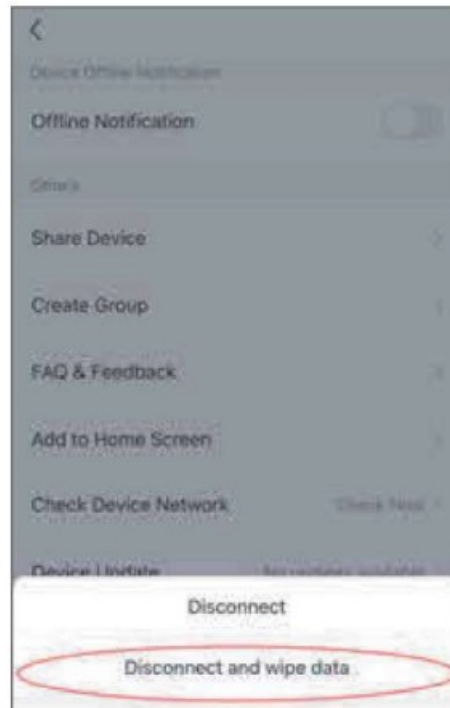 Device Offline Notification
Offline Notification
Others
Share Device
Create Group
FAQ & Feedback
Add to Home Screen
Check Device Network Check Now
Device Update No updates available
Disconnect
Disconnect and wipe data